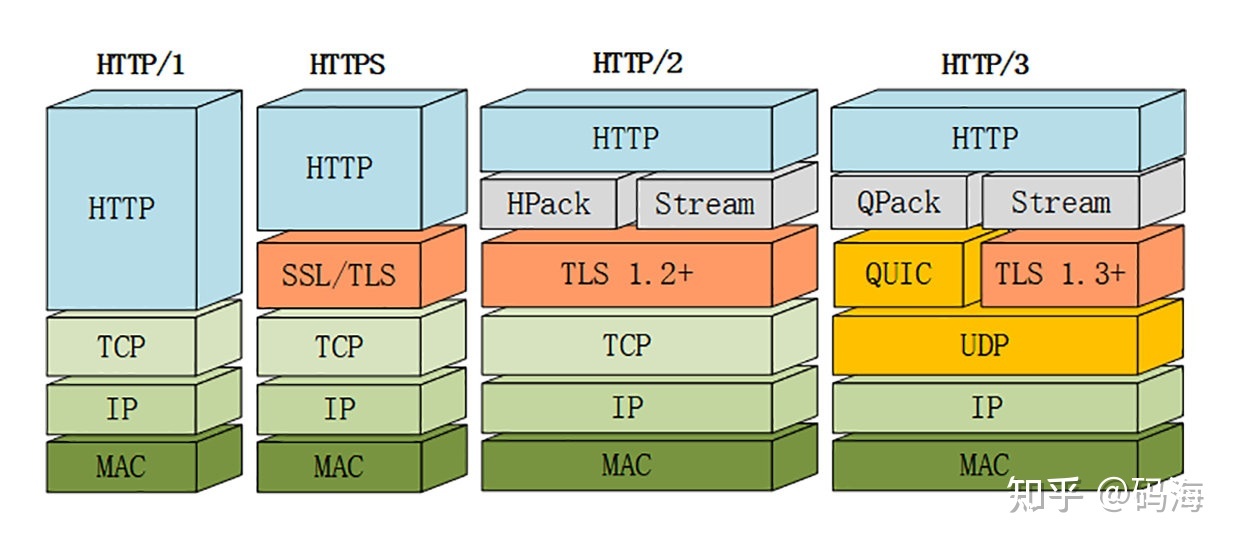 HTTP/1 HTTPS HTTP/2 HTTP/3
HTTP HTTP HTTP HTTP
HPack Stream QPack Stream
SSL/TLS TLS 1.2+ QUIC TLS 1.3+
TCP TCP TCP UDP
IP IP IP IP
MAC MAC MAC MAC
知乎 @码海